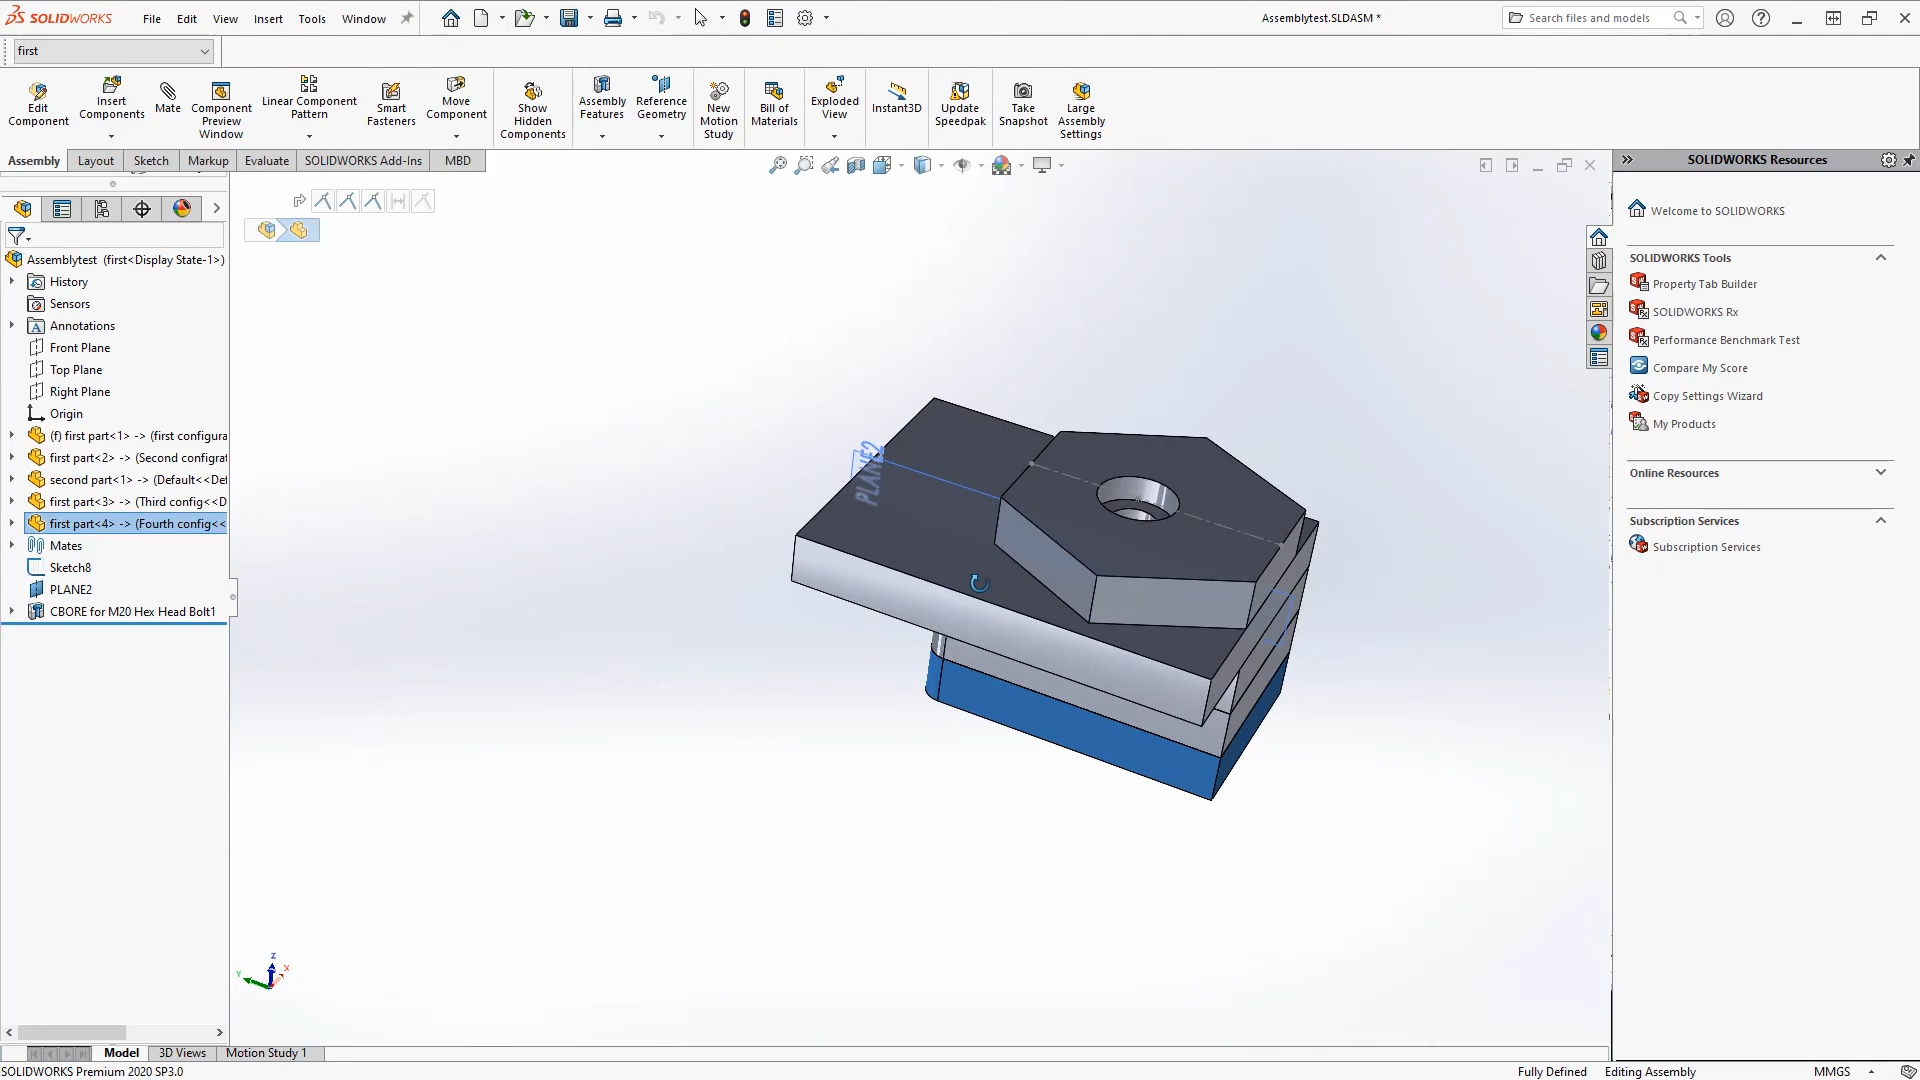 SOLIDWORKS
File Edit View Insert Tools Window
Assemblytest.SLDASM *
Search files and models
first
Edit Component
Insert Components
Mate
Component Preview Window
Linear Component Pattern
Smart Fasteners
Move Component
Show Hidden Components
Assembly Features
Reference Geometry
New Motion Study
Bill of Materials
Exploded View
Instant3D
Update Speedpak
Take Snapshot
Large Assembly Settings
Assembly Layout Sketch Markup Evaluate SOLIDWORKS Add-Ins MBD
Assemblytest (first<Display State-1>)
History
Sensors
Annotations
Front Plane
Top Plane
Right Plane
Origin
(f) first part<1> -> (first configura
first part<2> -> (Second configrat
second part<1> -> (Default<<Def
first part<3> -> (Third config<<D
first part<4> -> (Fourth config<<
Mates
Sketch8
PLANE2
CBORE for M20 Hex Head Bolt1
PLANE2
Z
Y
X
SOLIDWORKS Resources
Welcome to SOLIDWORKS
SOLIDWORKS Tools
Property Tab Builder
SOLIDWORKS Rx
Performance Benchmark Test
Compare My Score
Copy Settings Wizard
My Products
Online Resources
Subscription Services
Subscription Services
Model 3D Views Motion Study 1
SOLIDWORKS Premium 2020 SP3.0
Fully Defined Editing Assembly MMGS